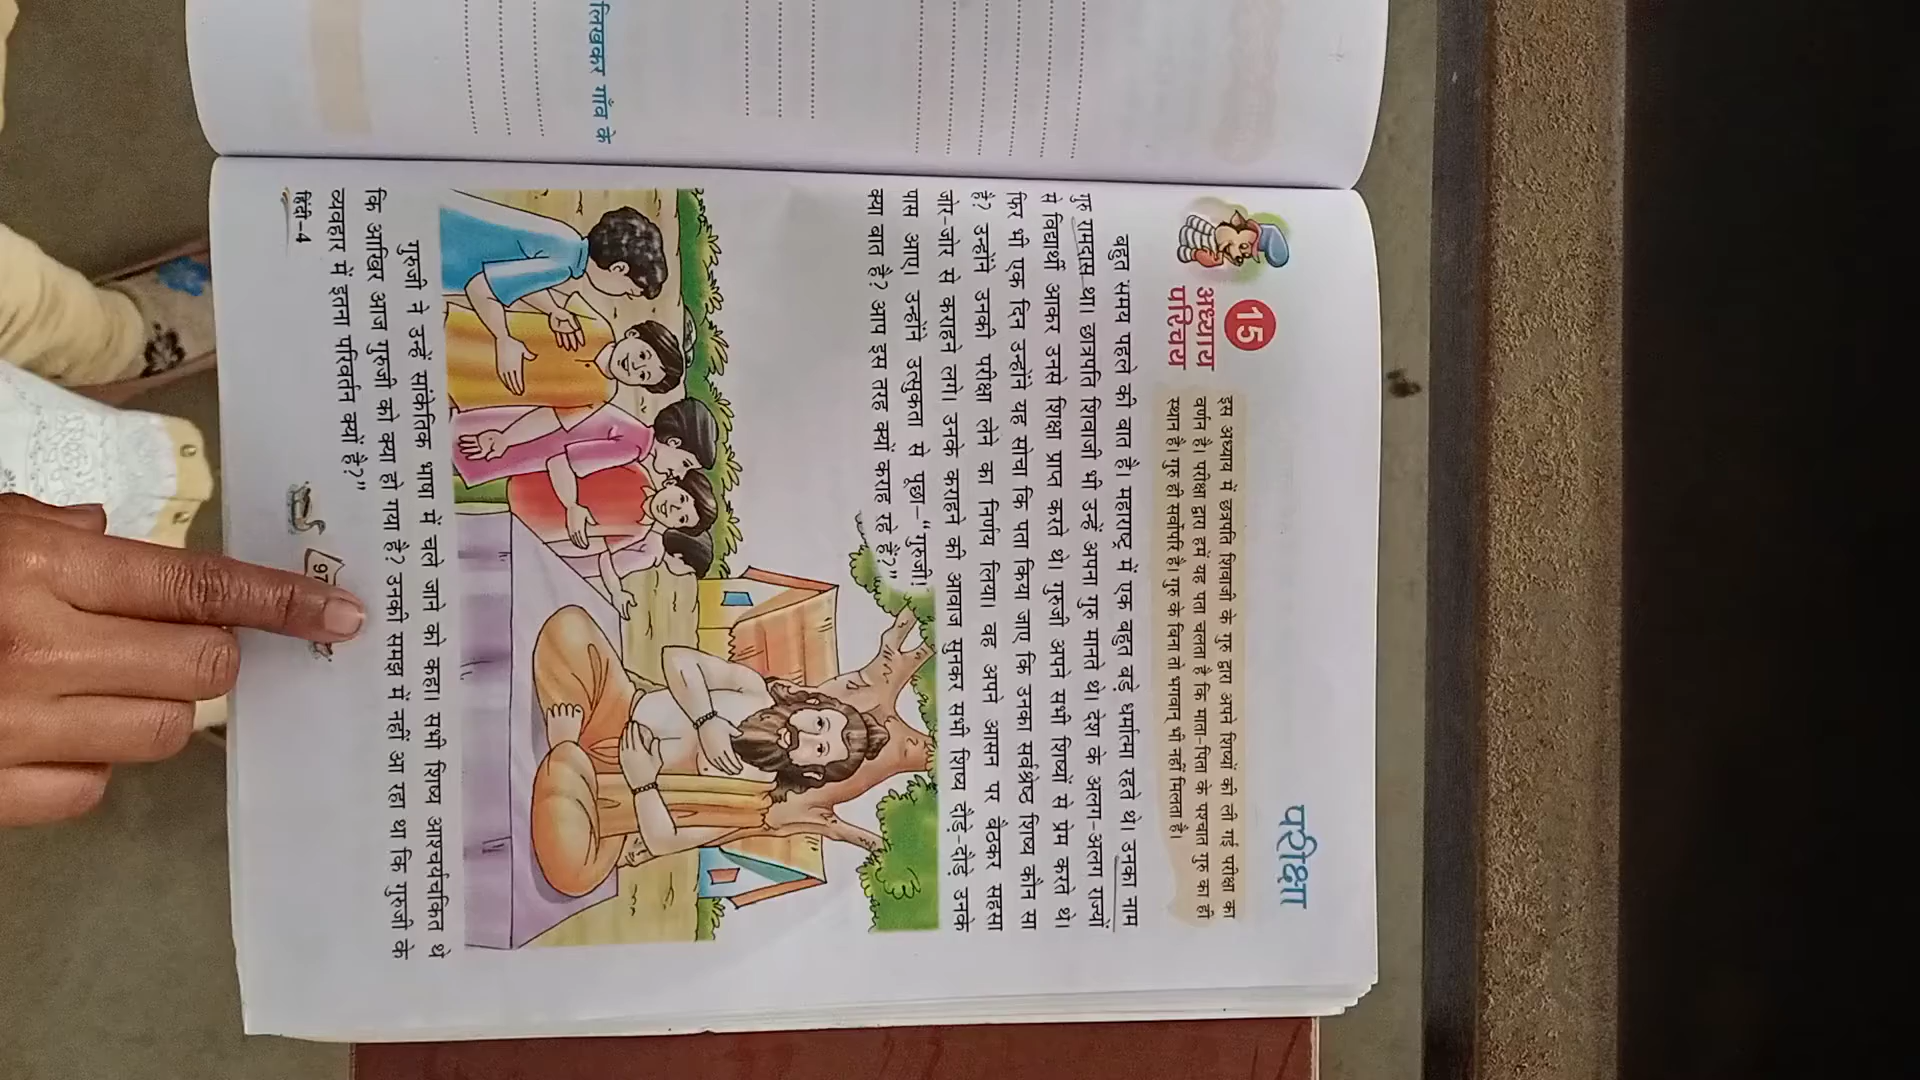 लिखकर गाँव के
परीक्षा
15
अध्याय
परिचय
इस अध्याय में छत्रपति शिवाजी के गुरु द्वारा अपने शिष्यों की ली गई परीक्षा का
वर्णन है। परीक्षा द्वारा हमें यह पता चलता है कि माता-पिता के पश्चात गुरु का ही
स्थान है। गुरु ही सर्वोपरि है। गुरु के बिना तो भगवान् भी नहीं मिलता है।
बहुत समय पहले की बात है। महाराष्ट्र में एक बहुत बड़े धर्मात्मा रहते थे। उनका नाम
गुरु रामदास था। छत्रपति शिवाजी भी उन्हें अपना गुरु मानते थे। देश के अलग-अलग राज्यों
से विद्यार्थी आकर उनसे शिक्षा प्राप्त करते थे। गुरुजी अपने सभी शिष्यों से प्रेम करते थे।
फिर भी एक दिन उन्होंने यह सोचा कि पता किया जाए कि उनका सर्वश्रेष्ठ शिष्य कौन सा
है? उन्होंने उनकी परीक्षा लेने का निर्णय लिया। वह अपने आसन पर बैठकर सहसा
जोर-जोर से कराहने लगे। उनके कराहने की आवाज सुनकर सभी शिष्य दौड़े-दौड़े उनके
पास आए। उन्होंने उत्सुकता से पूछा-"गुरुजी!
क्या बात है? आप इस तरह क्यों कराह रहे हैं?"
गुरुजी ने उन्हें सांकेतिक भाषा में चले जाने को कहा। सभी शिष्य आश्चर्यचकित थे
कि आखिर आज गुरुजी को क्या हो गया है? उनकी समझ में नहीं आ रहा था कि गुरुजी के
व्यवहार में इतना परिवर्तन क्यों है?"
हिंदी-4
97